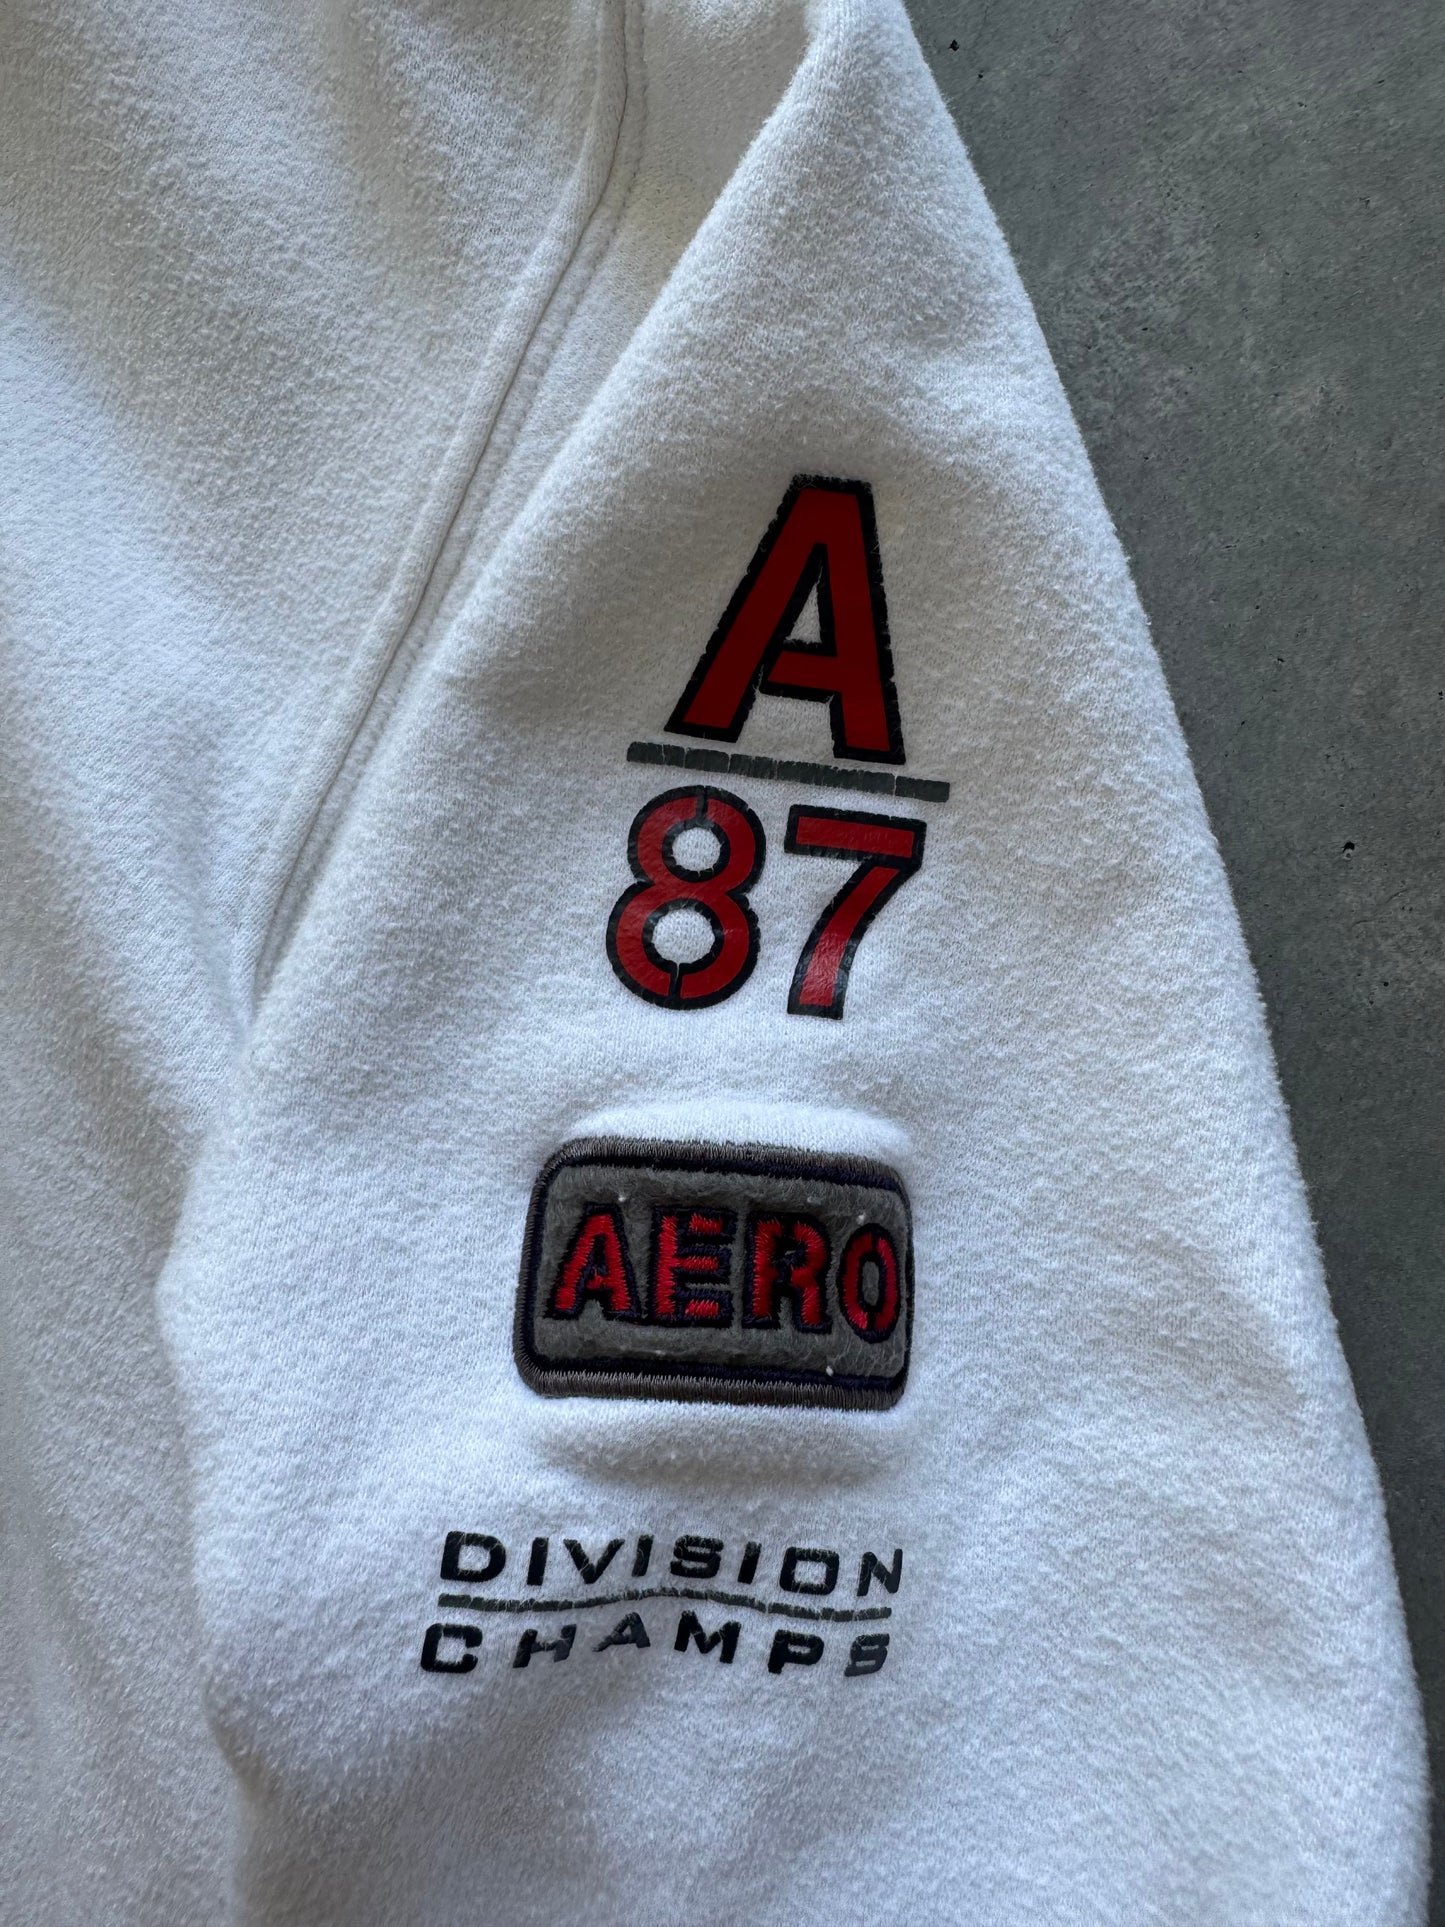 A
87
AERO
DIVISION
CHAMPS